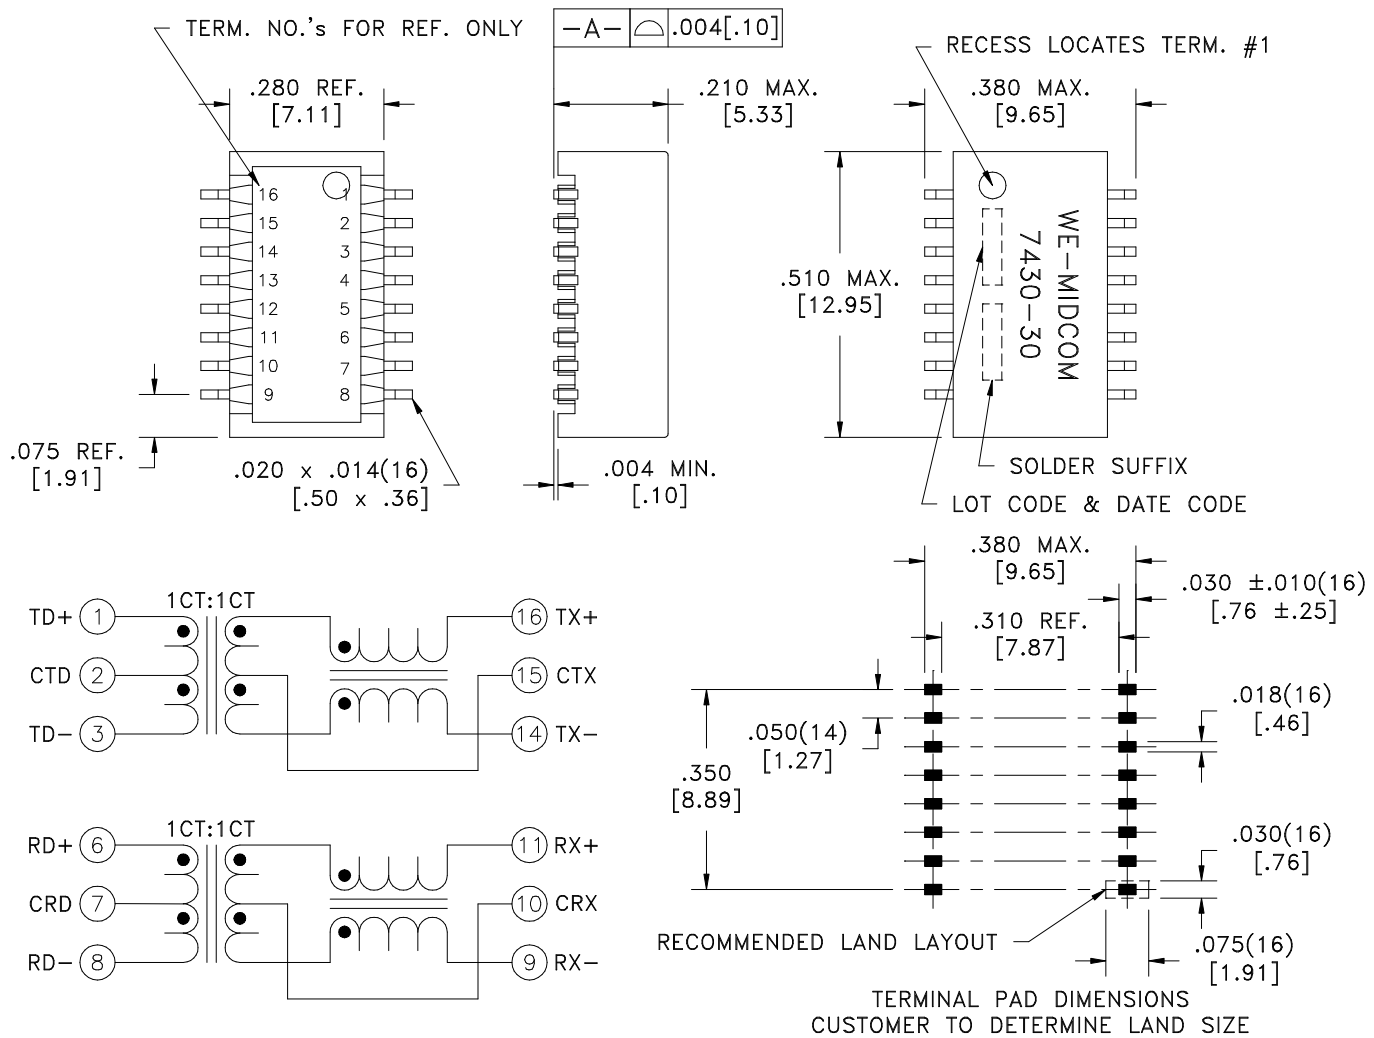 TERM. NO.'s FOR REF. ONLY
-A- .004[.10]
RECESS LOCATES TERM. #1
.280 REF.
[7.11]
.210 MAX.
[5.33]
.380 MAX.
[9.65]
16 1
15 2
14 3
13 4
12 5
11 6
10 7
9 8
.075 REF.
[1.91]
.020 x .014(16)
[.50 x .36]
.004 MIN.
[.10]
.510 MAX.
[12.95]
WE-MIDCOM
7430-30
SOLDER SUFFIX
LOT CODE & DATE CODE
1CT:1CT
TD+ 1
CTD 2
TD- 3
16 TX+
15 CTX
14 TX-
1CT:1CT
RD+ 6
CRD 7
RD- 8
11 RX+
10 CRX
9 RX-
.380 MAX.
[9.65]
.030 ±.010(16)
[.76 ±.25]
.310 REF.
[7.87]
.018(16)
[.46]
.050(14)
[1.27]
.350
[8.89]
.030(16)
[.76]
RECOMMENDED LAND LAYOUT
.075(16)
[1.91]
TERMINAL PAD DIMENSIONS
CUSTOMER TO DETERMINE LAND SIZE